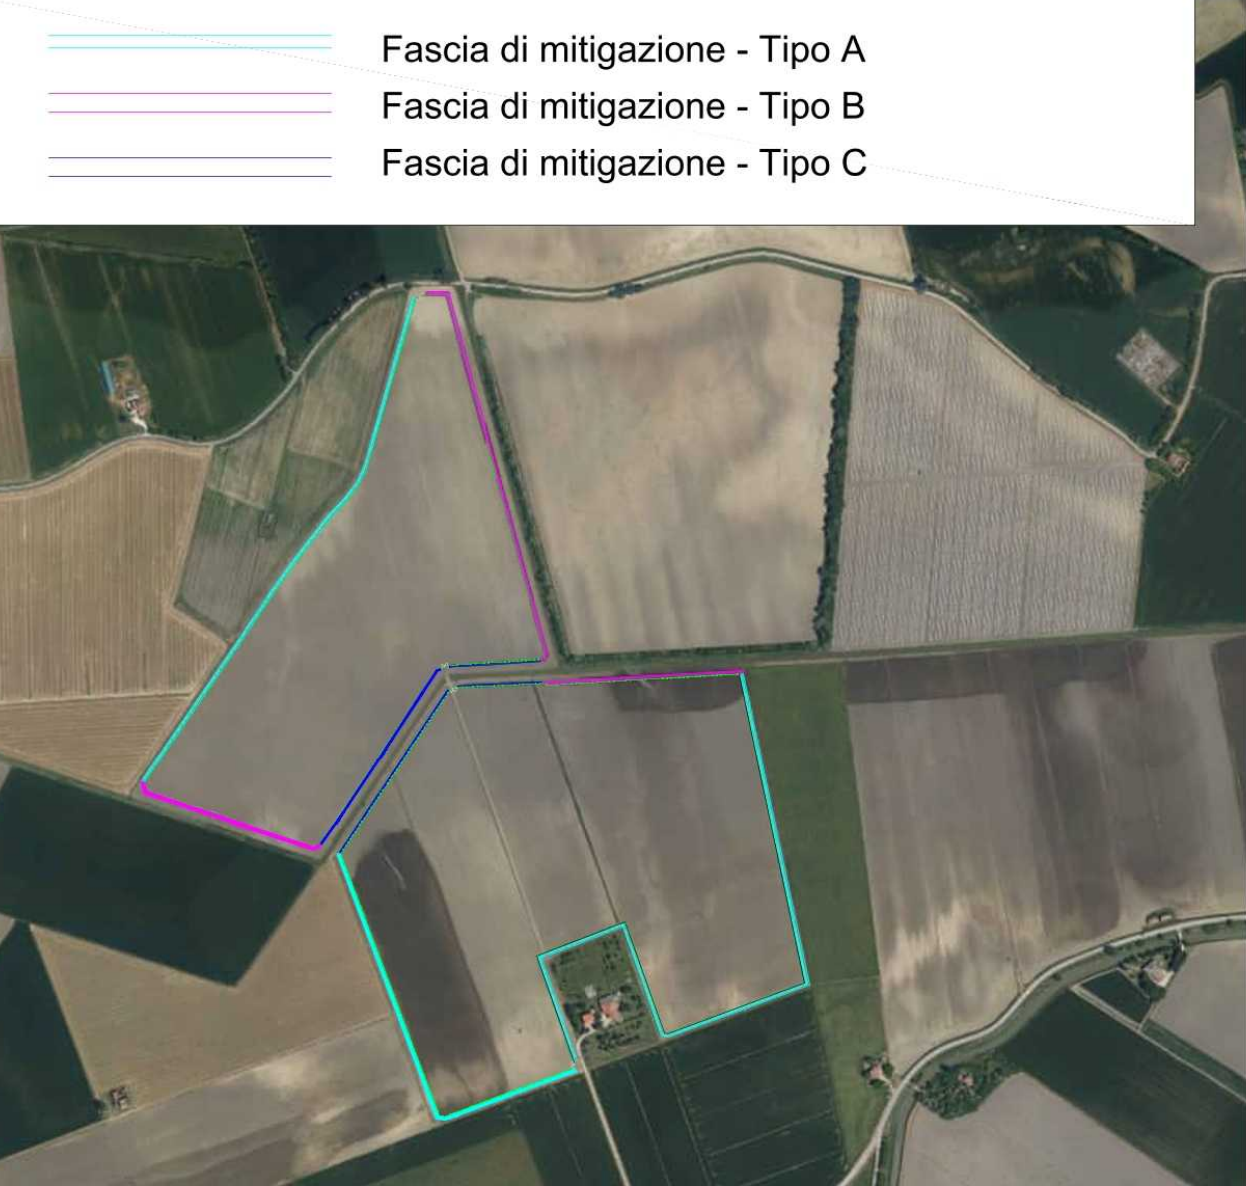 Fascia di mitigazione - Tipo A
Fascia di mitigazione - Tipo B
Fascia di mitigazione - Tipo C